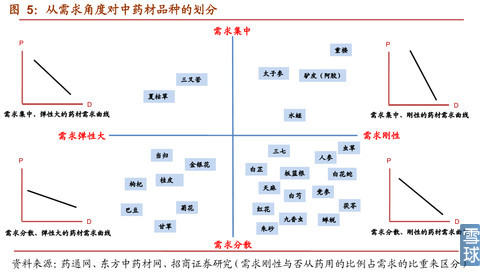 图 5：从需求角度对中药材品种的划分
需求集中
P
D
需求集中、弹性大的药材需求曲线
三叉苦
夏枯草
重楼
太子参
驴皮（阿胶）
水蛭
P
D
需求集中、刚性的药材需求曲线
需求弹性大
需求刚性
P
D
需求分散、弹性大的药材需求曲线
当归
金银花
枸杞
桂皮
巴豆
菊花
甘草
三七
虫草
人参
白芷
板蓝根
白花蛇
天麻
白芍
党参
红花
茯苓
九香虫
蝉蜕
朱砂
P
D
需求分散、刚性的药材需求曲线
需求分散
资料来源：药通网、东方中药材网、招商证券研究（需求刚性与否从药用的比例占需求的比重来区分）
雪球